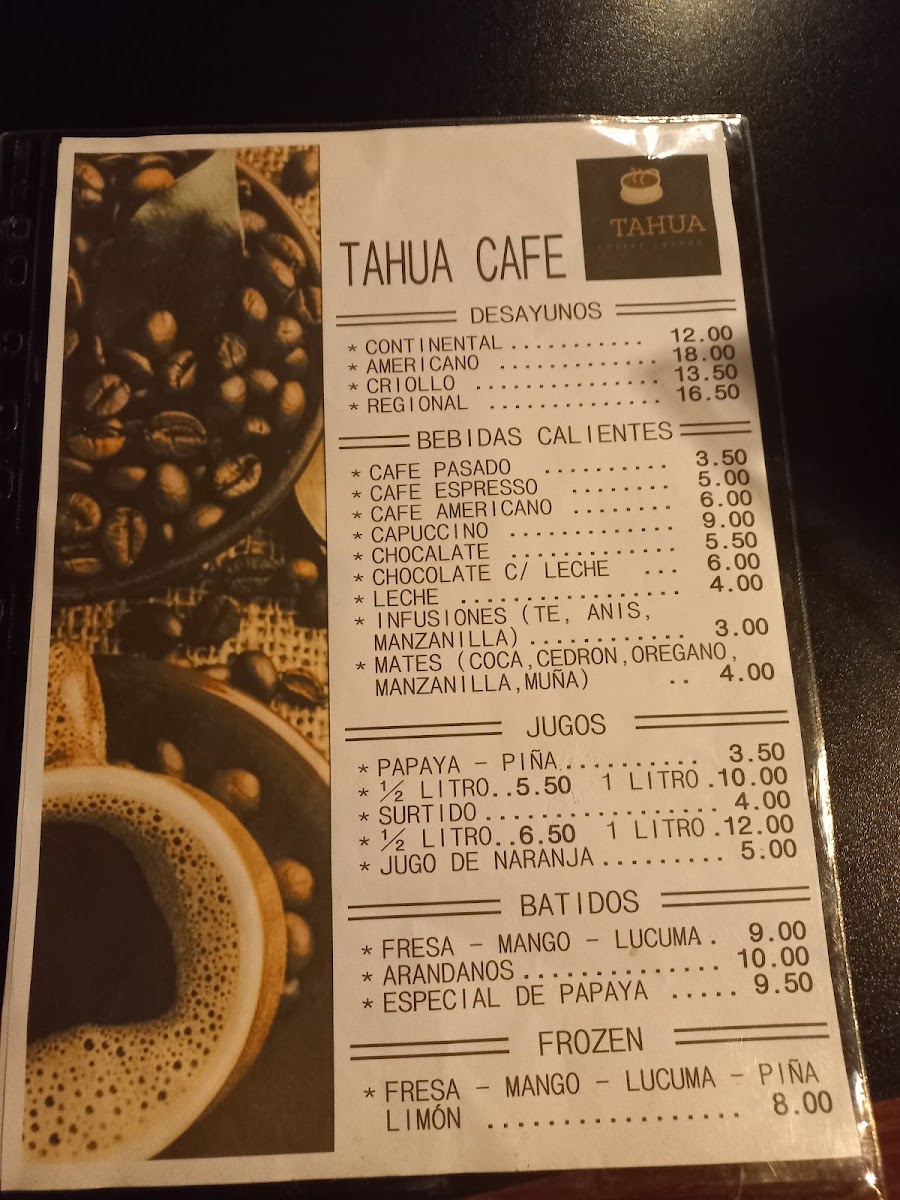 TAHUA
TAHUA CAFE
DESAYUNOS
* CONTINENTAL........... 12.00
* AMERICANO ............. 18.00
* CRIOLLO ............... 13.50
* REGIONAL .............. 16.50
BEBIDAS CALIENTES
* CAFE PASADO .......... 3.50
* CAFE ESPRESSO ........ 5.00
* CAFE AMERICANO ........ 6.00
* CAPUCCINO ............. 9.00
* CHOCALATE ............. 5.50
* CHOCOLATE C/ LECHE ... 6.00
* LECHE ................. 4.00
* INFUSIONES (TE, ANIS,
MANZANILLA)............ 3.00
* MATES (COCA,CEDRON,OREGANO,
MANZANILLA,MUÑA) .. 4.00
JUGOS
* PAPAYA - PIÑA........... 3.50
* ½ LITRO..5.50 1 LITRO.10.00
* SURTIDO................. 4.00
* ½ LITRO..6.50 1 LITRO.12.00
* JUGO DE NARANJA......... 5.00
BATIDOS
* FRESA - MANGO - LUCUMA. 9.00
* ARANDANOS............... 10.00
* ESPECIAL DE PAPAYA ..... 9.50
FROZEN
* FRESA - MANGO - LUCUMA - PIÑA
LIMÓN ................. 8.00